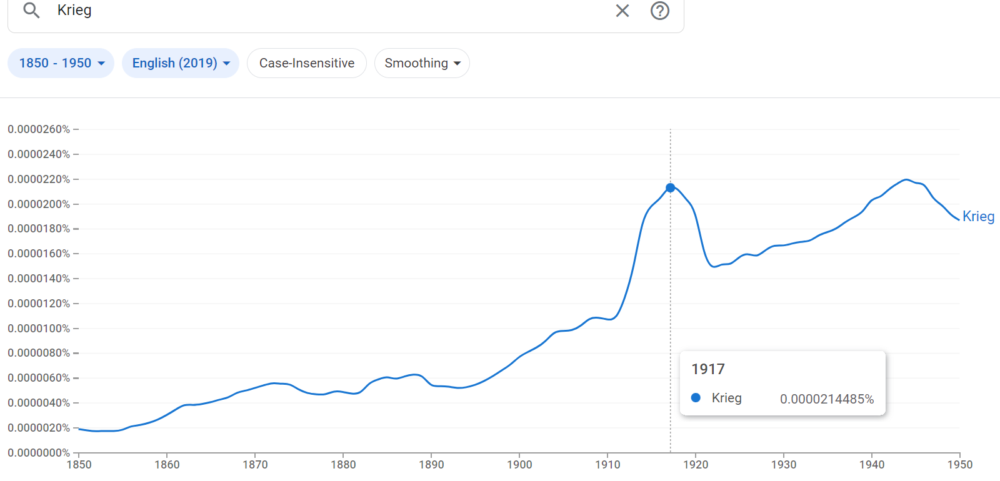 Krieg
1850 - 1950
English (2019)
Case-Insensitive
Smoothing
0.0000260%
0.0000240%
0.0000220%
0.0000200%
0.0000180%
0.0000160%
0.0000140%
0.0000120%
0.0000100%
0.0000080%
0.0000060%
0.0000040%
0.0000020%
0.0000000%
Krieg
1917
Krieg 0.0000214485%
1850 1860 1870 1880 1890 1900 1910 1920 1930 1940 1950